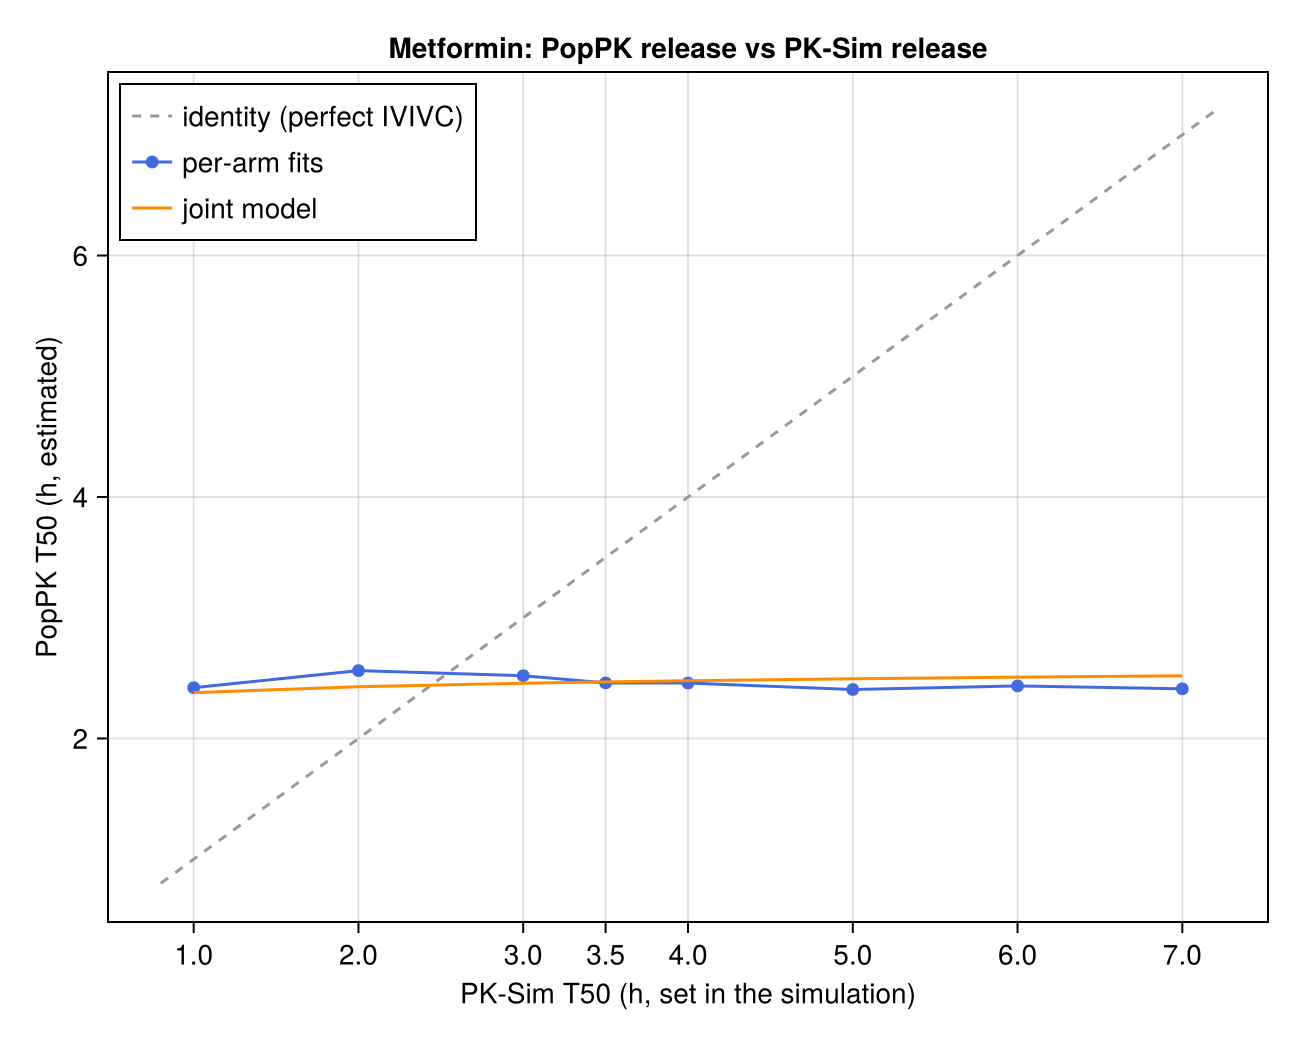 Metformin: PopPK release vs PK-Sim release
identity (perfect IVIVC)
per-arm fits
joint model
6
4
2
PopPK T50 (h, estimated)
1.0 2.0 3.0 3.5 4.0 5.0 6.0 7.0
PK-Sim T50 (h, set in the simulation)